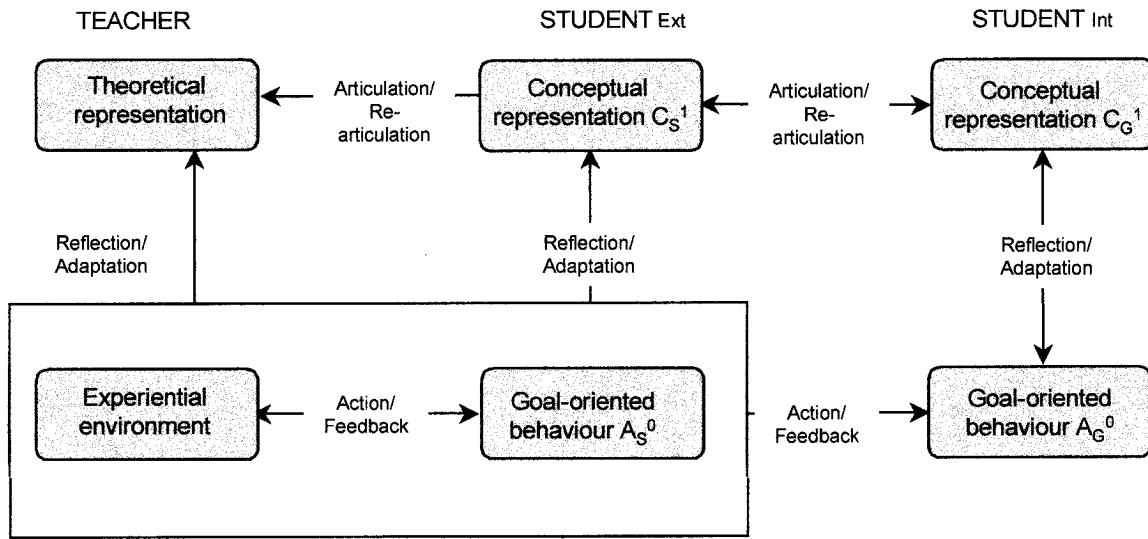 TEACHER
STUDENT Ext
STUDENT Int
Theoretical
representation
Articulation/
Re-
articulation
Conceptual
representation C_S^1
Articulation/
Re-
articulation
Conceptual
representation C_G^1
Reflection/
Adaptation
Reflection/
Adaptation
Reflection/
Adaptation
Experiential
environment
Action/
Feedback
Goal-oriented
behaviour A_S^0
Action/
Feedback
Goal-oriented
behaviour A_G^0